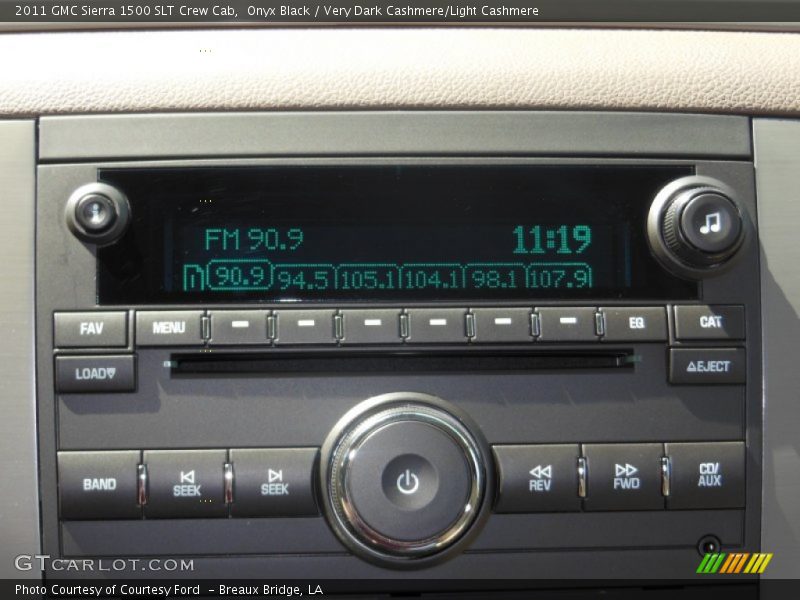 2011 GMC Sierra 1500 SLT Crew Cab,  Onyx Black / Very Dark Cashmere/Light Cashmere
FM 90.9 11:19
90.9 94.5 105.1 104.1 98.1 107.9
FAV MENU EQ CAT
LOAD EJECT
BAND SEEK SEEK REV FWD CD/AUX
GTCARLOT.COM
Photo Courtesy of Courtesy Ford  - Breaux Bridge, LA